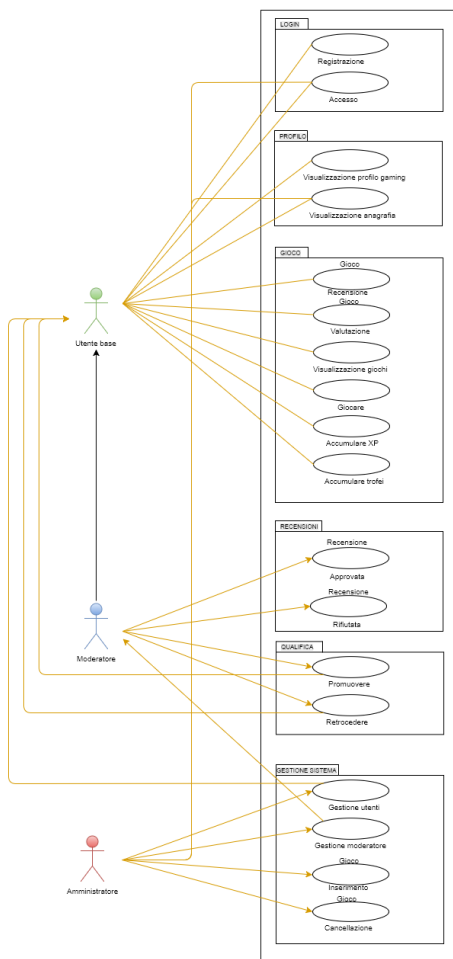 LOGIN
Registrazione
Accesso
PROFILO
Visualizzazione profilo gaming
Visualizzazione anagrafia
GIOCO
Gioco
Recensione
Gioco
Valutazione
Visualizzazione giochi
Giocare
Accumulare XP
Accumulare trofei
Utente base
RECENSIONI
Recensione
Approvata
Recensione
Rifiutata
Moderatore
QUALIFICA
Promuovere
Retrocedere
GESTIONE SISTEMA
Gestione utenti
Gestione moderatore
Gioco
Inserimento
Gioco
Cancellazione
Amministratore